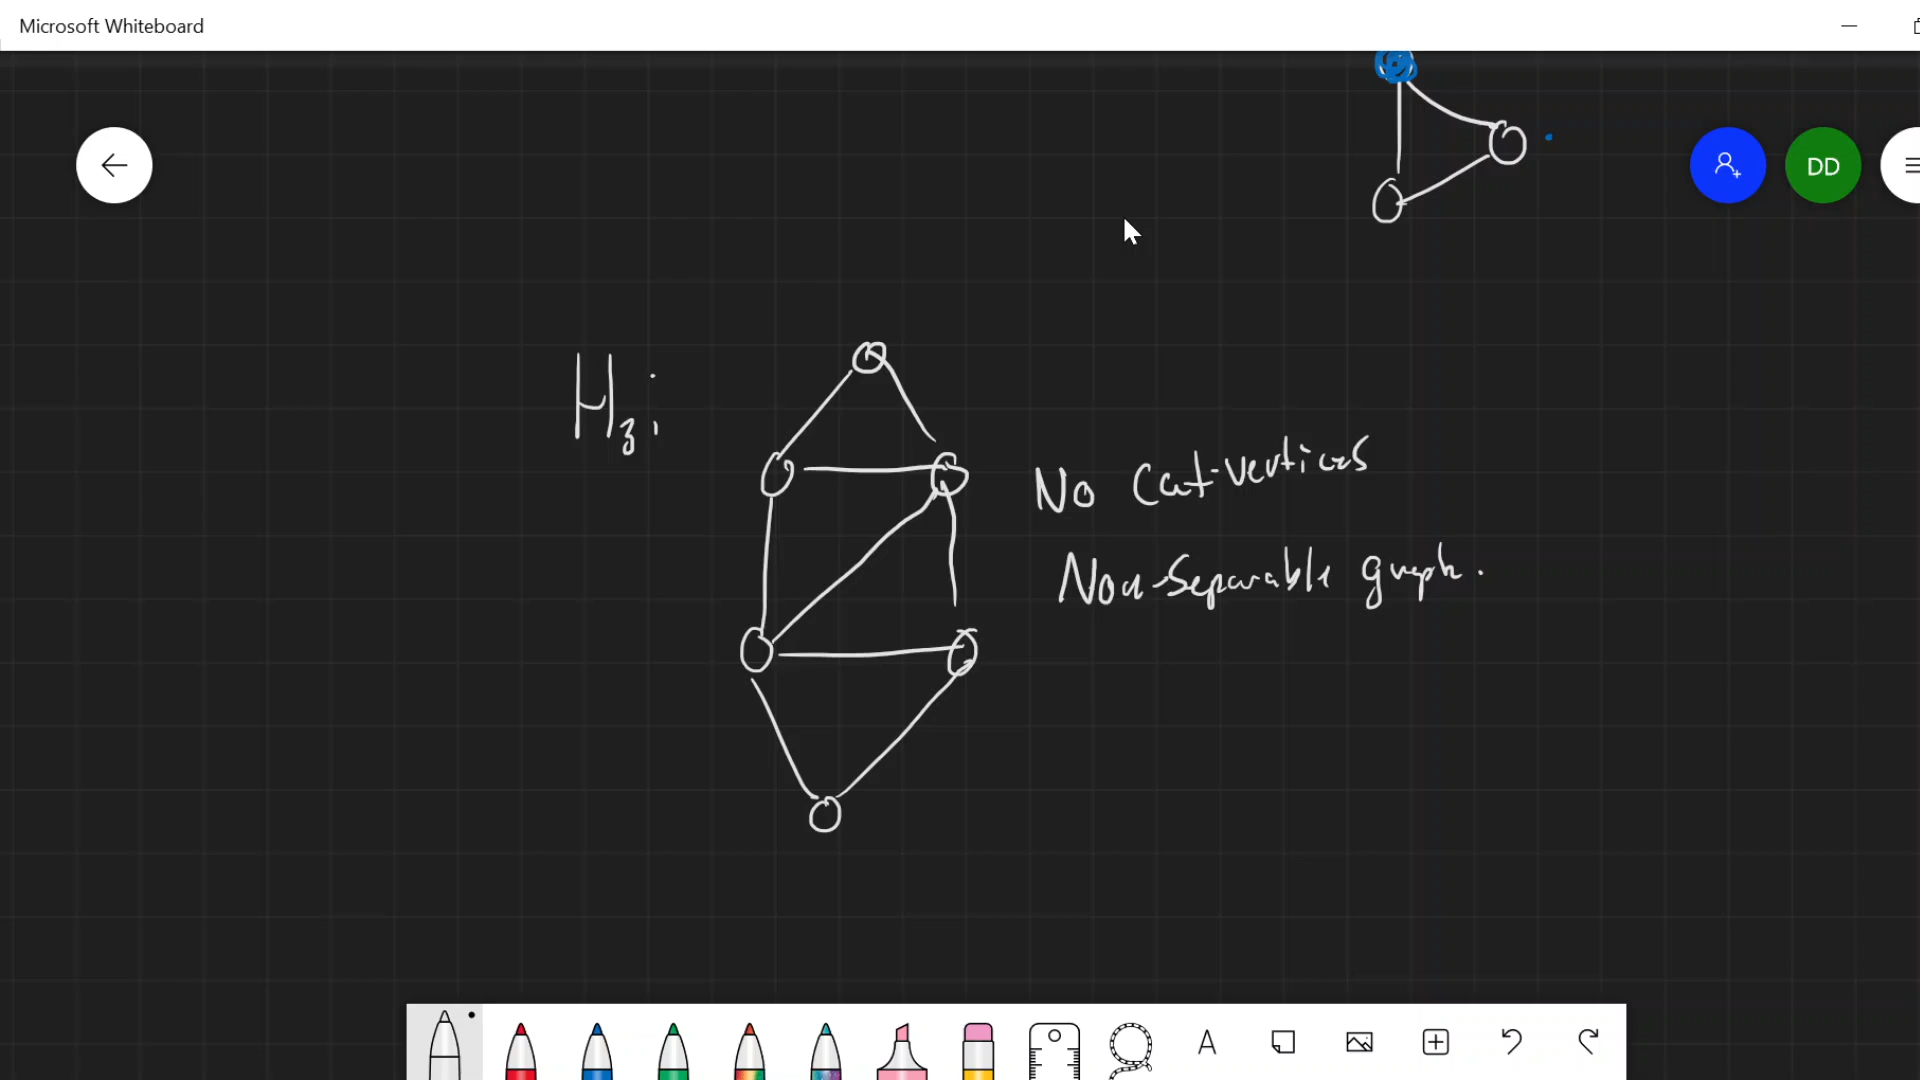 Microsoft Whiteboard
DD
H3:
No Cut-vertices
Non-Separable graph.
A